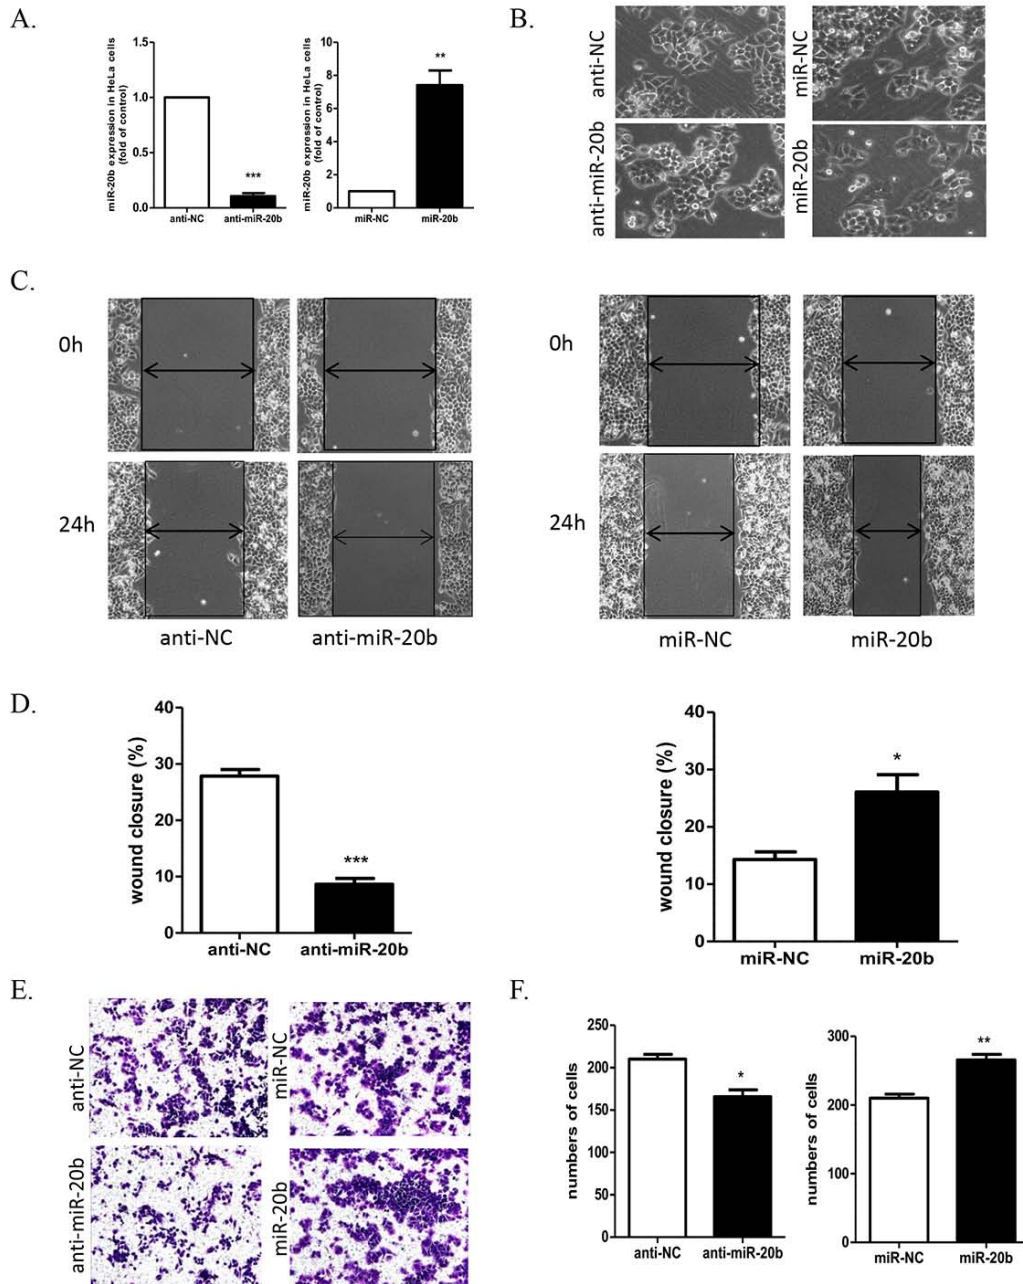 A.
miR-20b expression in HeLa cells
(fold of control)
1.5
1.0
0.5
0.0
***
anti-NC
anti-miR-20b
miR-20b expression in HeLa cells
(fold of control)
10
8
6
4
2
0
**
miR-NC
miR-20b
B.
anti-NC
miR-NC
anti-miR-20b
miR-20b
C.
0h
0h
24h
24h
anti-NC
anti-miR-20b
miR-NC
miR-20b
D.
wound closure (%)
40
30
20
10
0
***
anti-NC
anti-miR-20b
wound closure (%)
40
30
20
10
0
*
miR-NC
miR-20b
E.
anti-NC
miR-NC
anti-miR-20b
miR-20b
F.
numbers of cells
250
200
150
100
50
0
*
anti-NC
anti-miR-20b
numbers of cells
300
200
100
0
**
miR-NC
miR-20b